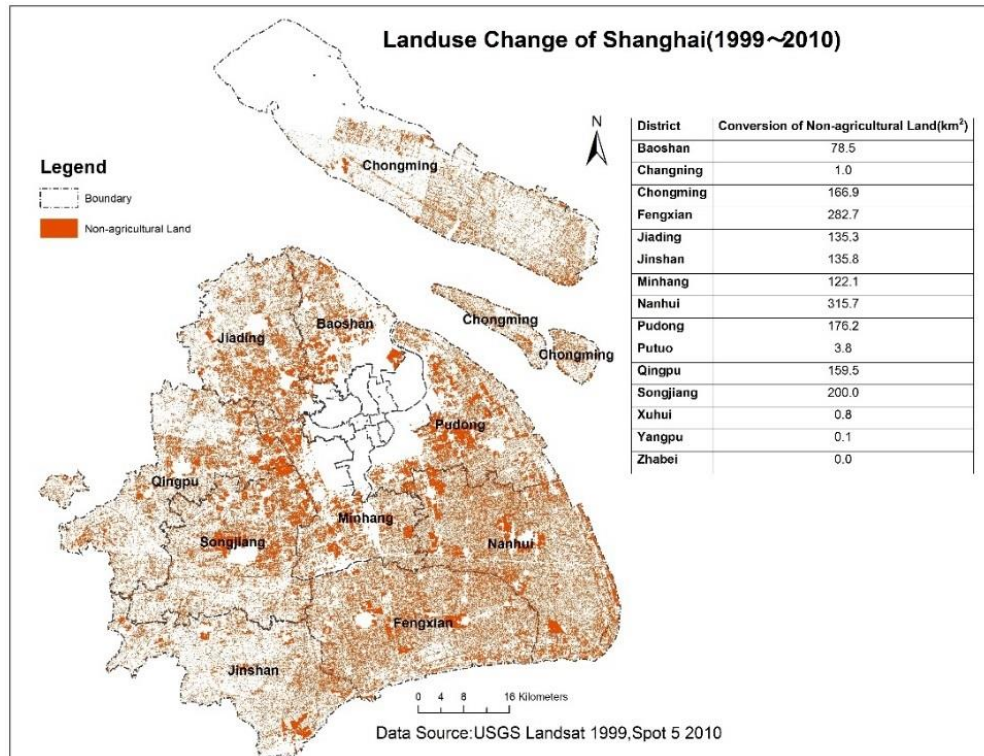 Landuse Change of Shanghai(1999~2010)
N
Legend
Boundary
Non-agricultural Land
District Conversion of Non-agricultural Land(km²)
Baoshan 78.5
Changning 1.0
Chongming 166.9
Fengxian 282.7
Jiading 135.3
Jinshan 135.8
Minhang 122.1
Nanhui 315.7
Pudong 176.2
Putuo 3.8
Qingpu 159.5
Songjiang 200.0
Xuhui 0.8
Yangpu 0.1
Zhabei 0.0
Chongming
Chongming
Chongming
Baoshan
Jiading
Pudong
Qingpu
Minhang
Songjiang
Nanhui
Fengxian
Jinshan
0 4 8 16 Kilometers
Data Source:USGS Landsat 1999,Spot 5 2010